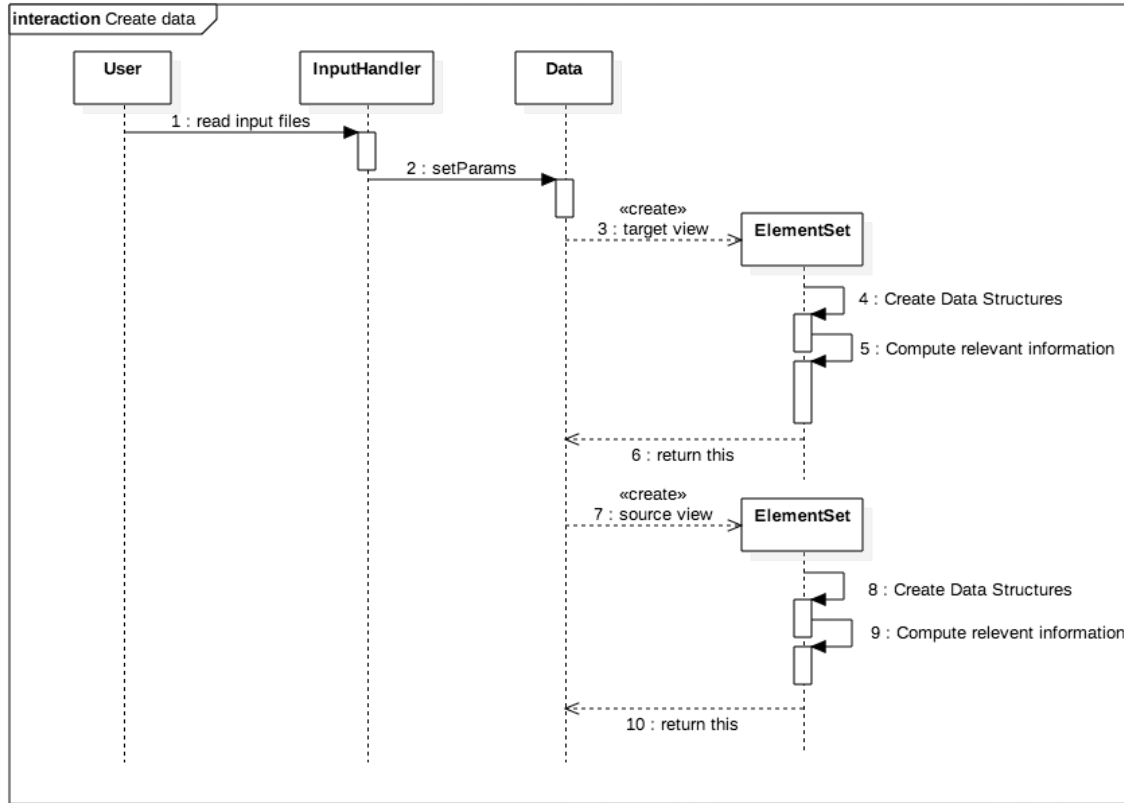 interaction Create data
User
InputHandler
Data
1 : read input files
2 : setParams
«create»
3 : target view
ElementSet
4 : Create Data Structures
5 : Compute relevant information
6 : return this
«create»
7 : source view
ElementSet
8 : Create Data Structures
9 : Compute relevent information
10 : return this